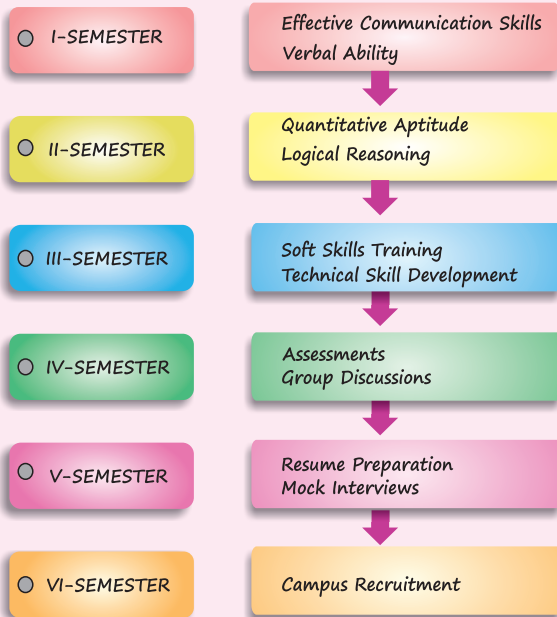 I-SEMESTER
Effective Communication Skills
Verbal Ability
II-SEMESTER
Quantitative Aptitude
Logical Reasoning
III-SEMESTER
Soft Skills Training
Technical Skill Development
IV-SEMESTER
Assessments
Group Discussions
V-SEMESTER
Resume Preparation
Mock Interviews
VI-SEMESTER
Campus Recruitment